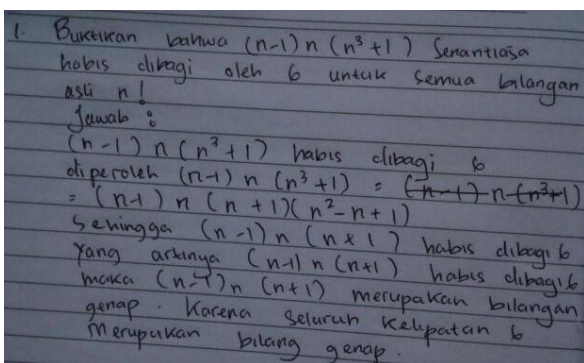 1. Buktikan bahwa (n-1) n (n³ +1) Senantiasa
habis dibagi oleh 6 untuk semua bilangan
asli n!
Jawab :
(n-1) n (n³+1) habis dibagi 6
diperoleh (n-1) n (n³+1) = (n-1) n (n³+1)
= (n-1) n (n+1)(n²-n+1)
Sehingga (n-1) n (n+1) habis dibagi 6
Yang artinya (n-1) n (n+1) habis dibagi 6
maka (n-1) n (n+1) merupakan bilangan
genap. Karena seluruh kelipatan 6
merupakan bilang genap.